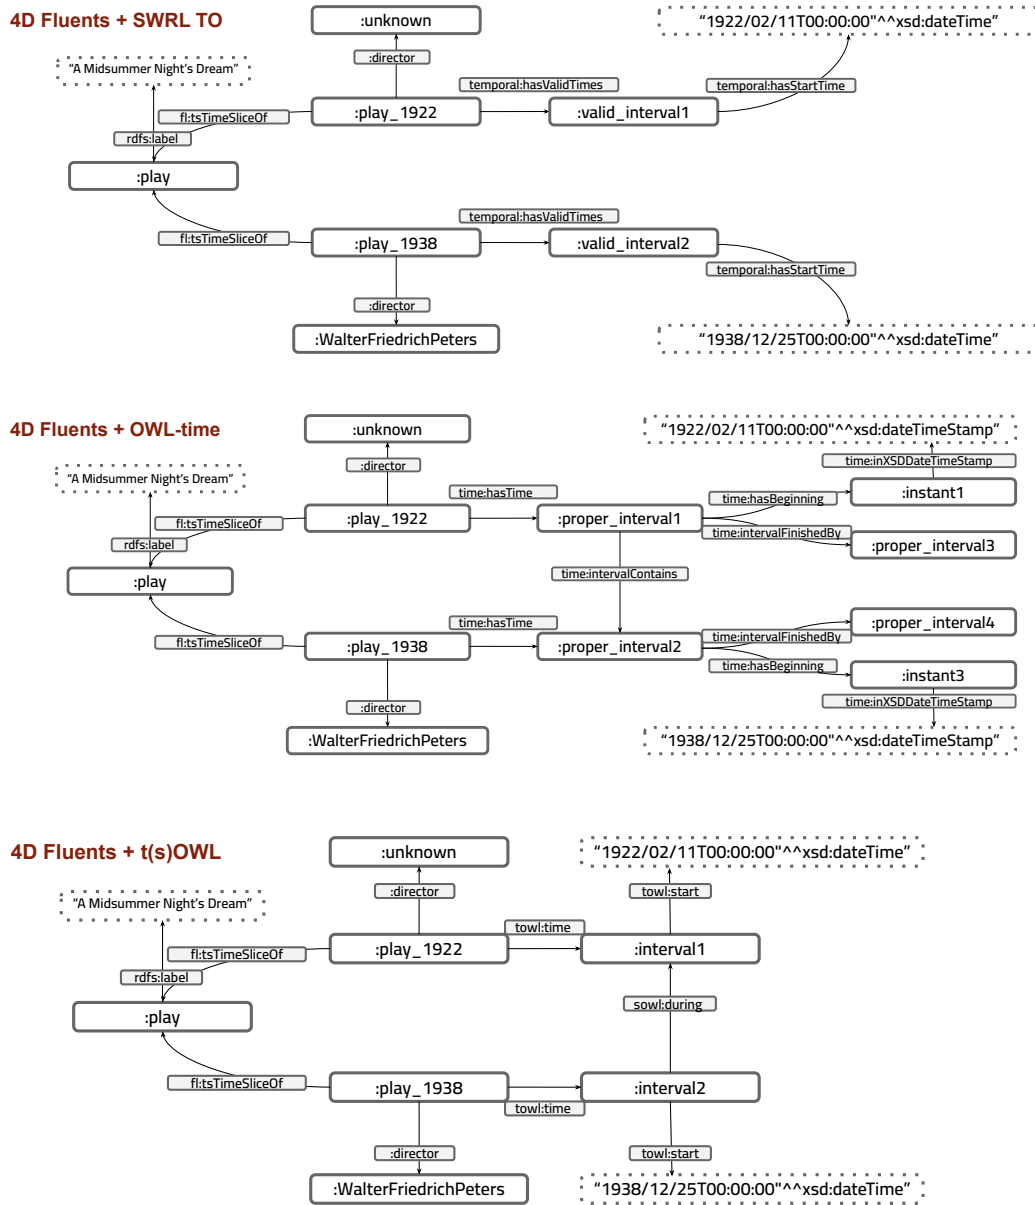 4D Fluents + SWRL TO
:unknown
“1922/02/11T00:00:00"^^xsd:dateTime”
:director
“A Midsummer Night’s Dream”
temporal:hasValidTimes
temporal:hasStartTime
fl:tsTimeSliceOf
:play_1922
:valid_interval1
rdfs:label
:play
temporal:hasValidTimes
fl:tsTimeSliceOf
:play_1938
:valid_interval2
temporal:hasStartTime
:director
:WalterFriedrichPeters
“1938/12/25T00:00:00"^^xsd:dateTime”
4D Fluents + OWL-time
:unknown
“1922/02/11T00:00:00"^^xsd:dateTimeStamp”
:director
time:inXSDDateTimeStamp
“A Midsummer Night’s Dream”
time:hasTime
time:hasBeginning
:instant1
fl:tsTimeSliceOf
:play_1922
:proper_interval1
time:intervalFinishedBy
rdfs:label
:proper_interval3
:play
time:intervalContains
time:hasTime
:proper_interval4
fl:tsTimeSliceOf
:play_1938
:proper_interval2
time:intervalFinishedBy
time:hasBeginning
:instant3
time:inXSDDateTimeStamp
:director
:WalterFriedrichPeters
“1938/12/25T00:00:00"^^xsd:dateTimeStamp”
4D Fluents + t(s)OWL
:unknown
“1922/02/11T00:00:00"^^xsd:dateTime”
:director
towl:start
“A Midsummer Night’s Dream”
towl:time
fl:tsTimeSliceOf
:play_1922
:interval1
rdfs:label
sowl:during
:play
fl:tsTimeSliceOf
:play_1938
:interval2
towl:time
:director
towl:start
:WalterFriedrichPeters
“1938/12/25T00:00:00"^^xsd:dateTime”